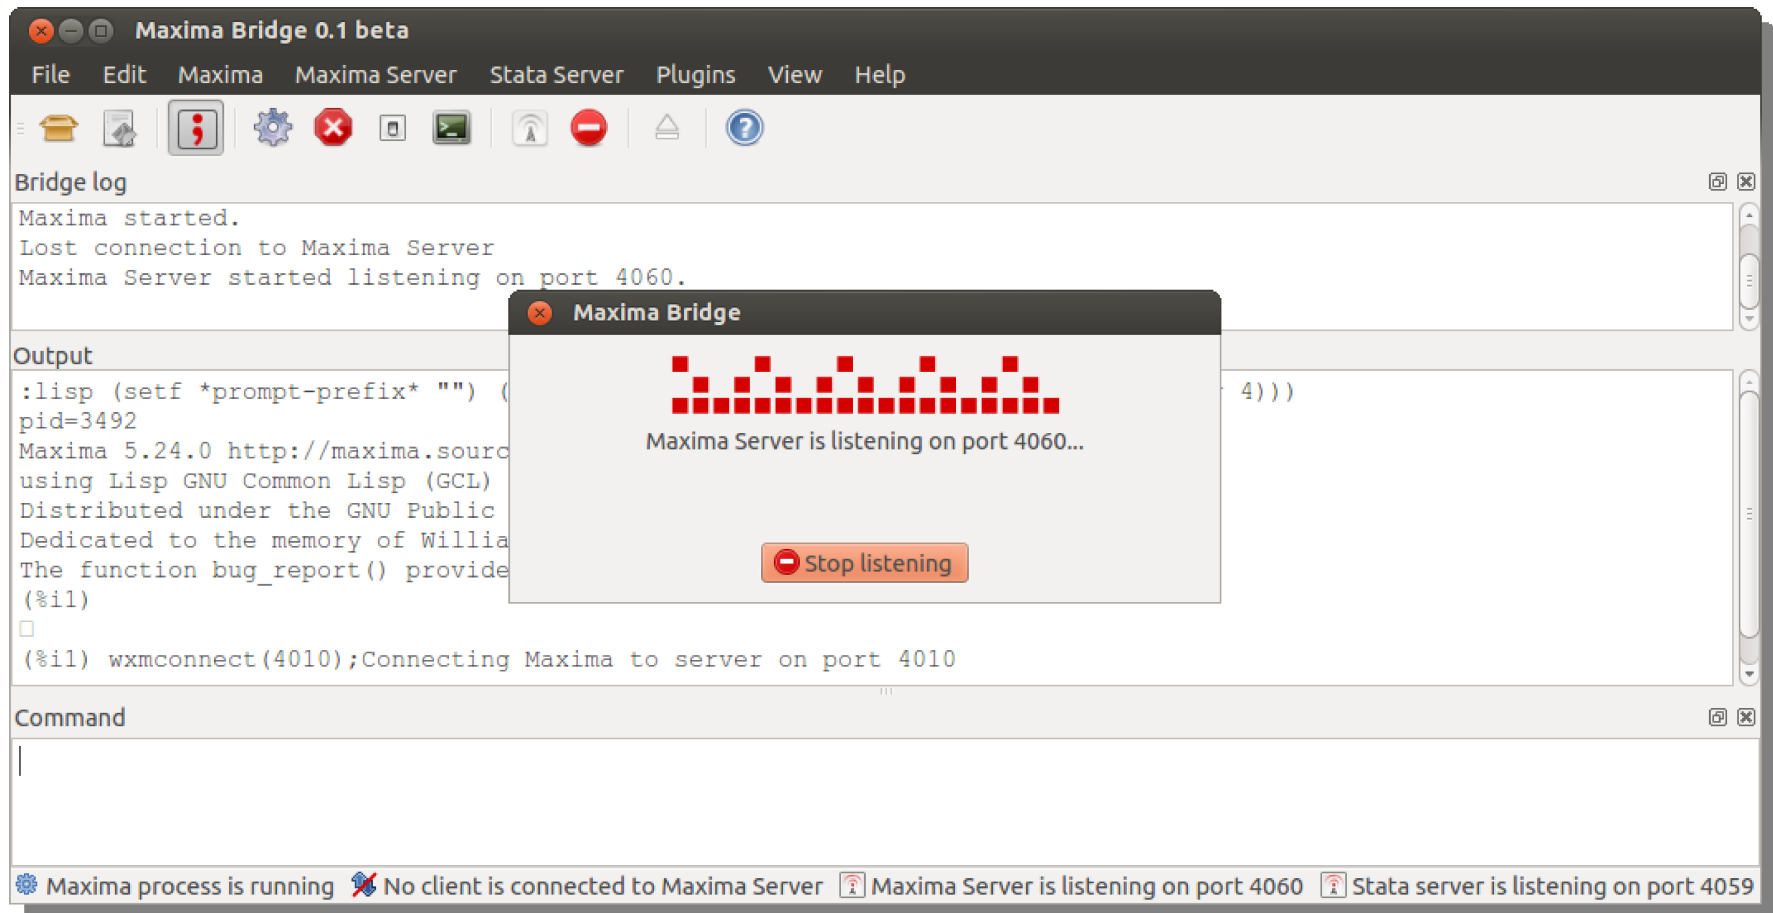 Maxima Bridge 0.1 beta
File Edit Maxima Maxima Server Stata Server Plugins View Help
Bridge log
Maxima started.
Lost connection to Maxima Server
Maxima Server started listening on port 4060.
Maxima Bridge
Maxima Server is listening on port 4060...
Stop listening
Output
:lisp (setf *prompt-prefix* "") ( 4)))
pid=3492
Maxima 5.24.0 http://maxima.sourc
using Lisp GNU Common Lisp (GCL)
Distributed under the GNU Public
Dedicated to the memory of Willia
The function bug_report() provide
(%i1)
(%i1) wxmconnect(4010);Connecting Maxima to server on port 4010
Command
Maxima process is running No client is connected to Maxima Server Maxima Server is listening on port 4060 Stata server is listening on port 4059